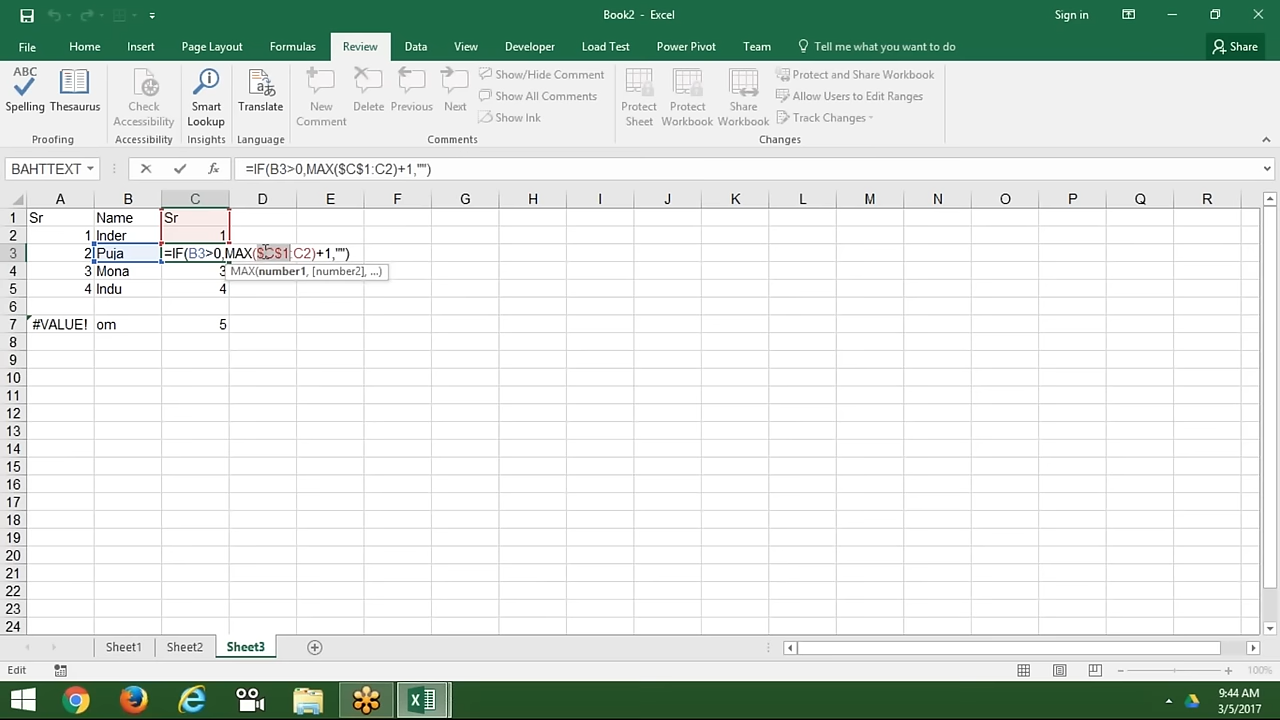 Book2 - Excel
Sign in
File Home Insert Page Layout Formulas Review Data View Developer Load Test Power Pivot Team Tell me what you want to do Share
ABC
Spelling Thesaurus
Proofing
Check Accessibility
Accessibility
Smart Lookup
Insights
Translate
Language
New Comment
Delete Previous Next
Show/Hide Comment
Show All Comments
Show Ink
Comments
Protect Sheet
Protect Workbook
Share Workbook
Protect and Share Workbook
Allow Users to Edit Ranges
Track Changes
Changes
BAHTTEXT fx =IF(B3>0,MAX($C$1:C2)+1,"")
A B C D E F G H I J K L M N O P Q R
1 Sr Name Sr
2 1 Inder 1
3 2 Puja =IF(B3>0,MAX($C$1:C2)+1,"")
4 3 Mona 3 MAX(number1, [number2], ...)
5 4 Indu 4
6
7 #VALUE! om 5
8
9
10
11
12
13
14
15
16
17
18
19
20
21
22
23
24
Sheet1 Sheet2 Sheet3
Edit 100%
9:44 AM
3/5/2017